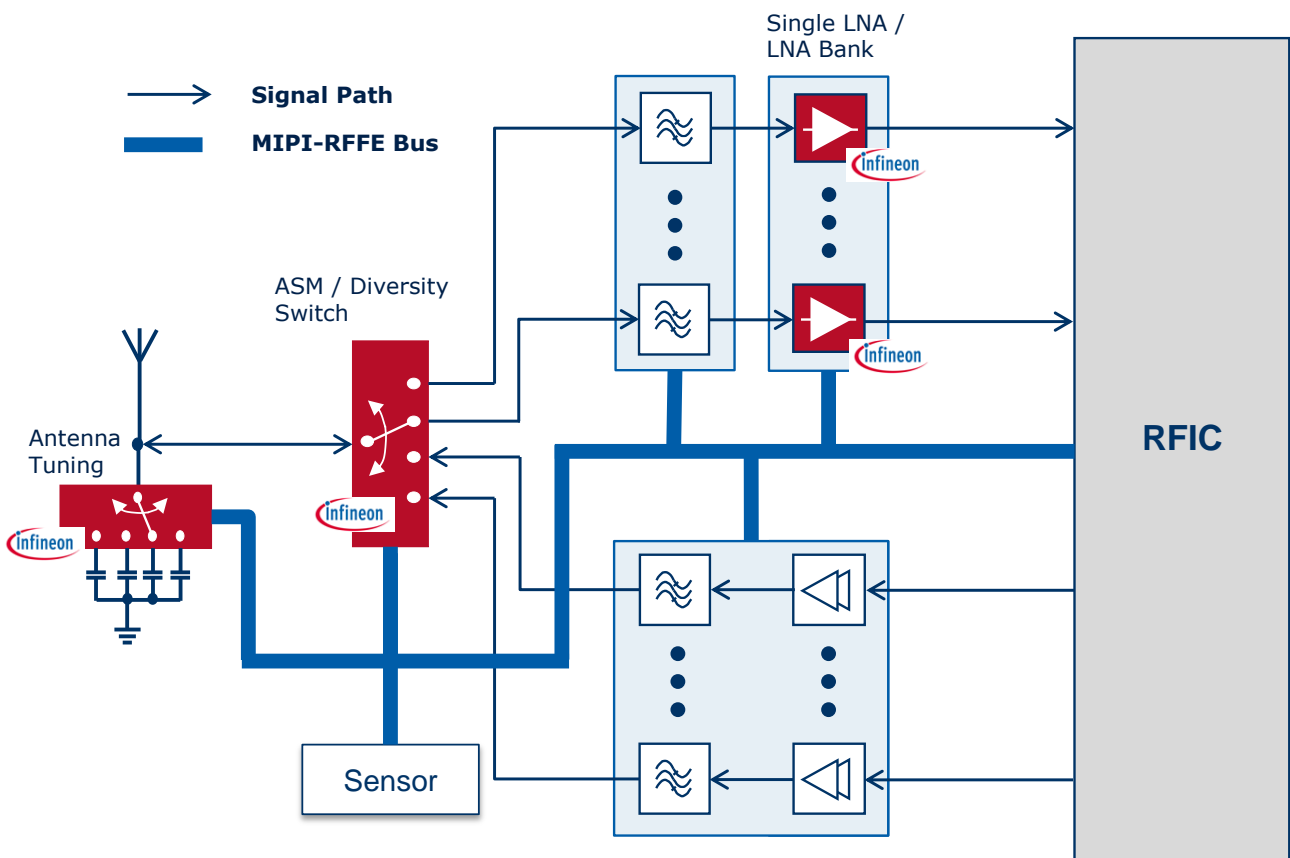 Single LNA /
LNA Bank
Signal Path
MIPI-RFFE Bus
infineon
ASM / Diversity
Switch
infineon
Antenna
Tuning
RFIC
infineon
infineon
Sensor